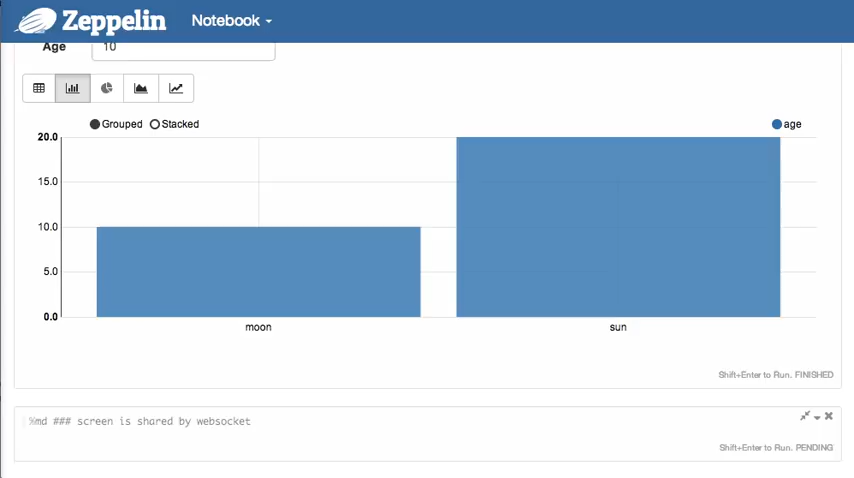 Zeppelin Notebook
Age 10
Grouped Stacked age
20.0
15.0
10.0
5.0
0.0
moon sun
Shift+Enter to Run. FINISHED
%md ### screen is shared by websocket
Shift+Enter to Run. PENDING